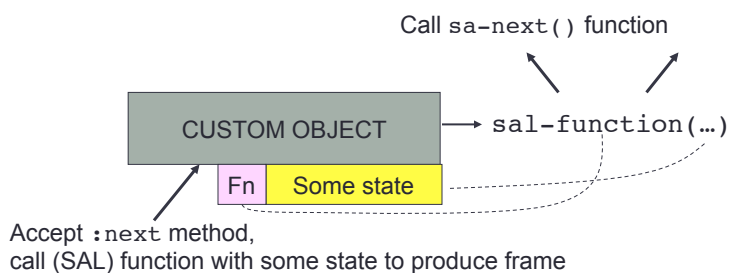 Call sa-next() function
CUSTOM OBJECT
sal-function(…)
Fn
Some state
Accept :next method,
call (SAL) function with some state to produce frame